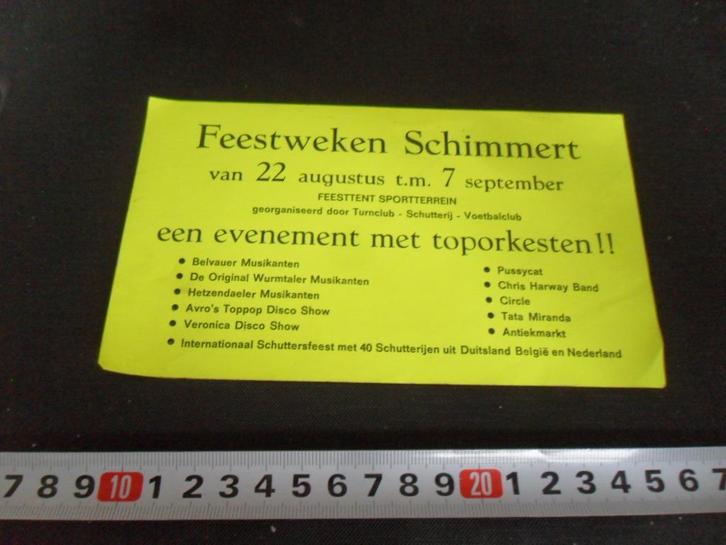 Feestweken Schimmert
van 22 augustus t.m. 7 september
FEESTTENT SPORTTERREIN
georganiseerd door Turnclub - Schutterij - Voetbalclub
een evenement met toporkesten!!
• Belvauer Musikanten
• De Original Wurmtaler Musikanten
• Hetzendaeler Musikanten
• Avro's Toppop Disco Show
• Veronica Disco Show
• Pussycat
• Chris Harway Band
• Circle
• Tata Miranda
• Antiekmarkt
• Internationaal Schuttersfeest met 40 Schutterijen uit Duitsland België en Nederland
7 8 9 10 1 2 3 4 5 6 7 8 9 20 1 2 3 4 5 6 7